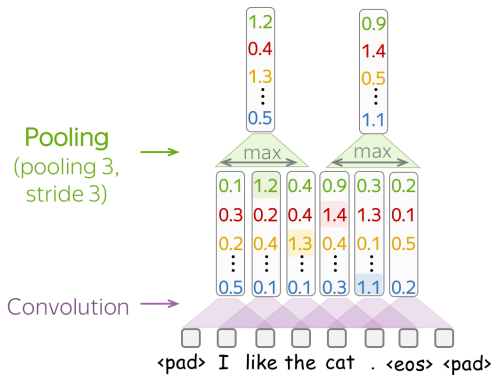 1.2 0.9
0.4 1.4
1.3 0.5
0.5 1.1
Pooling
(pooling 3,
stride 3)
max max
0.1 1.2 0.4 0.9 0.3 0.2
0.3 0.2 0.4 1.4 1.3 0.1
0.2 0.4 1.3 0.4 0.1 0.5
0.5 0.1 0.1 0.3 1.1 0.2
Convolution
<pad> I like the cat . <eos> <pad>